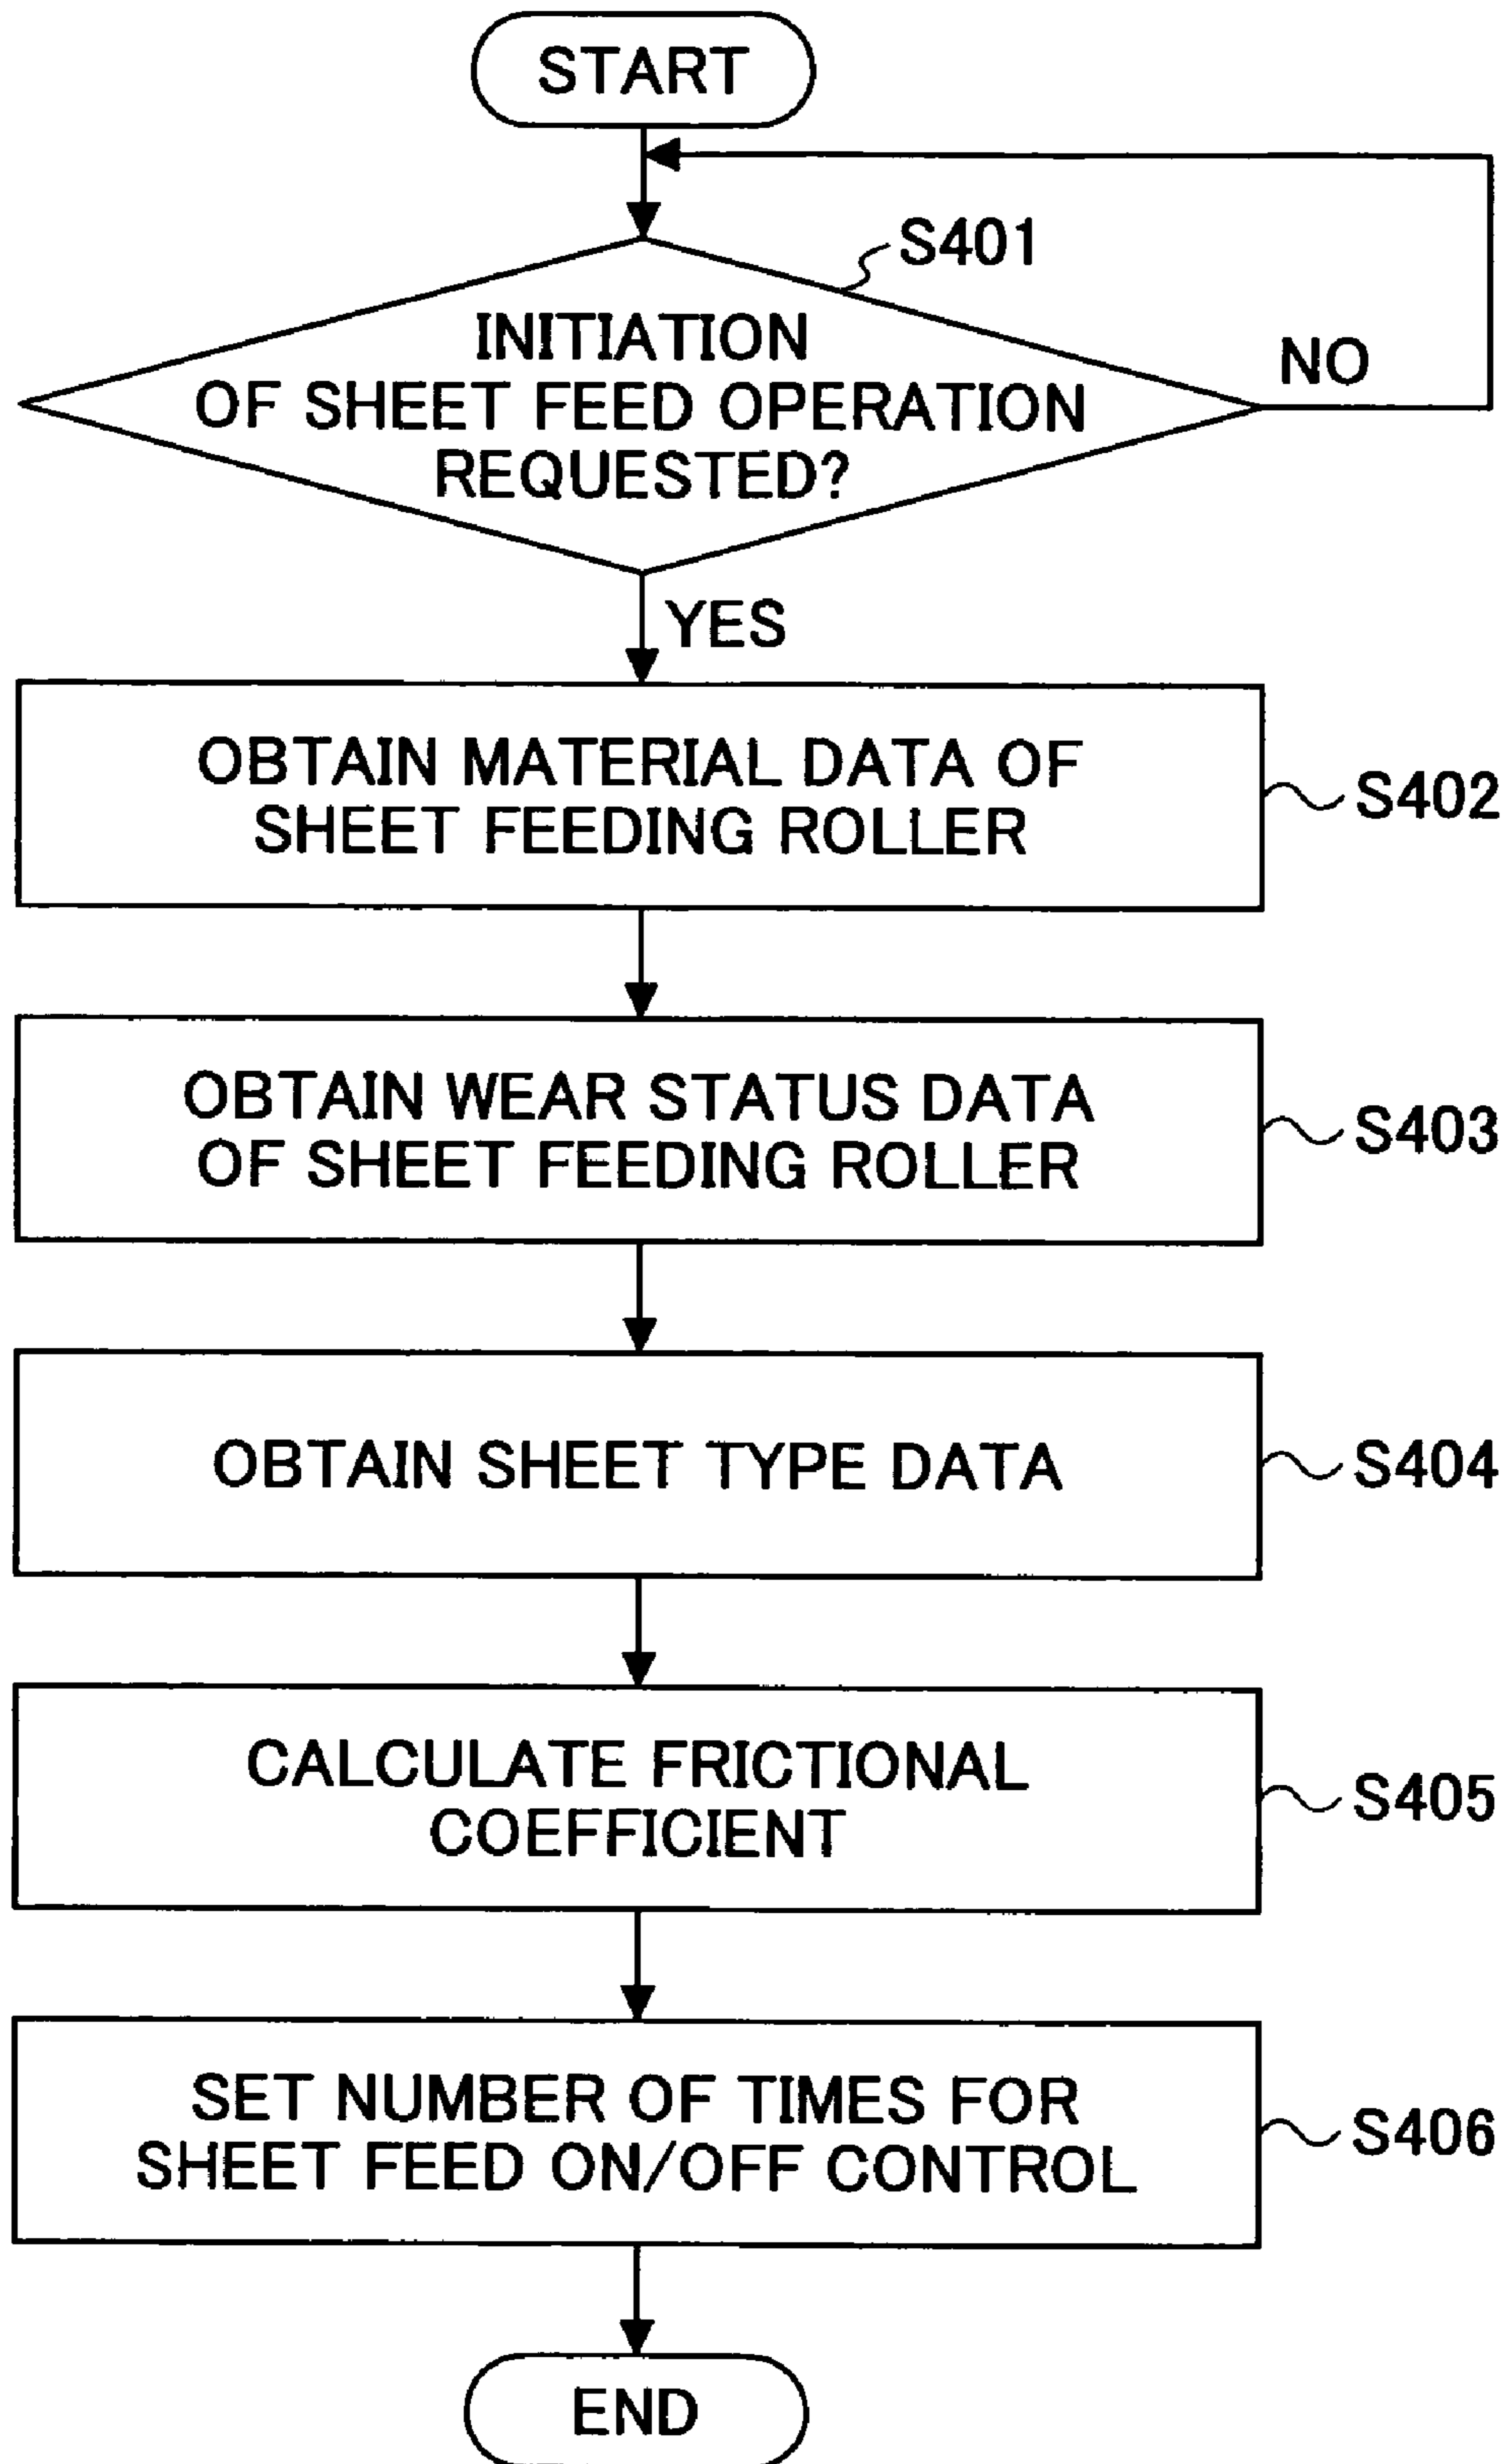 START
S401
INITIATION
OF SHEET FEED OPERATION
REQUESTED?
NO
YES
OBTAIN MATERIAL DATA OF
SHEET FEEDING ROLLER
S402
OBTAIN WEAR STATUS DATA
OF SHEET FEEDING ROLLER
S403
OBTAIN SHEET TYPE DATA
S404
CALCULATE FRICTIONAL
COEFFICIENT
S405
SET NUMBER OF TIMES FOR
SHEET FEED ON/OFF CONTROL
S406
END